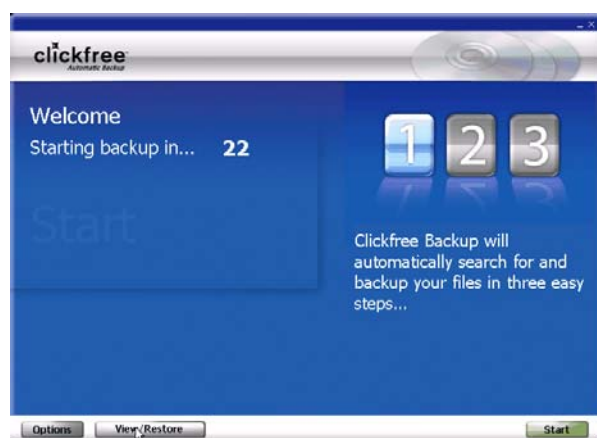 clickfree
Automatic Backup
Welcome
Starting backup in... 22
Start
1 2 3
Clickfree Backup will
automatically search for and
backup your files in three easy
steps...
Options View/Restore Start